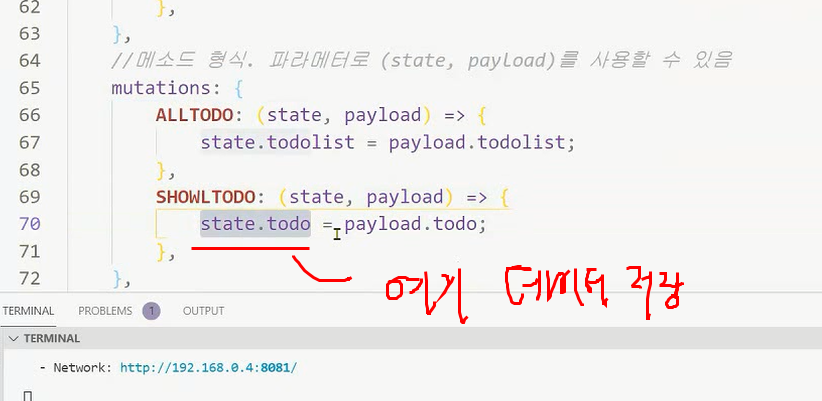 62 },
63 },
64 //메소드 형식. 파라메터로 (state, payload)를 사용할 수 있음
65 mutations: {
66 ALLTODO: (state, payload) => {
67 state.todolist = payload.todolist;
68 },
69 SHOWLTODO: (state, payload) => {
70 state.todo = payload.todo;
71 },
72 },
여기 데이터 저장
TERMINAL PROBLEMS 1 OUTPUT
TERMINAL
- Network: http://192.168.0.4:8081/